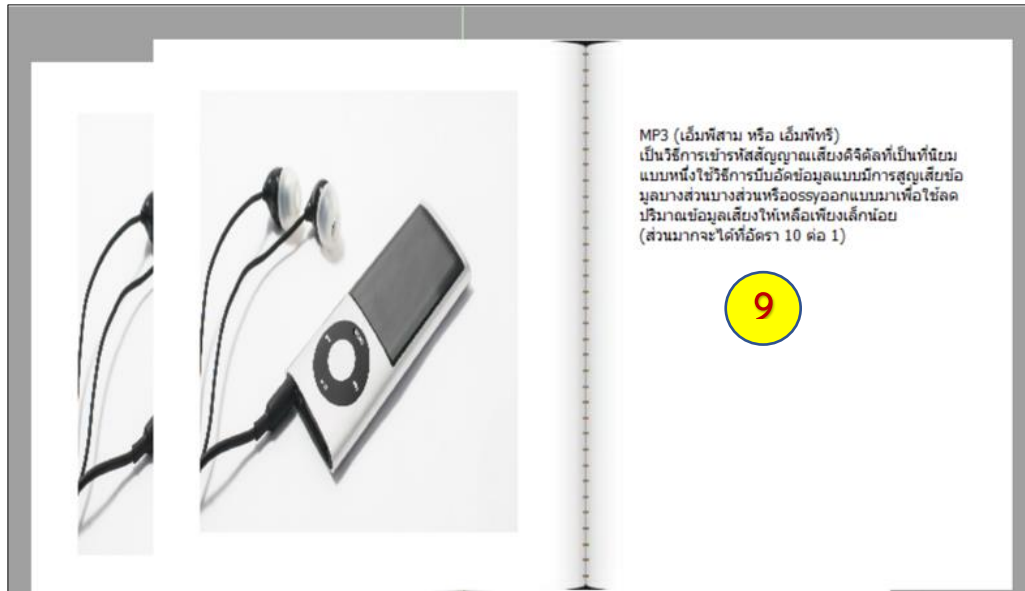 MP3 (เอ็มพีสาม หรือ เอ็มพีทรี)
เป็นวิธีการเข้ารหัสสัญญาณเสียงดิจิตัลที่เป็นที่นิยม
แบบหนึ่งใช้วิธีการบีบอัดข้อมูลแบบมีการสูญเสียข้อ
มูลบางส่วนบางส่วนหรือossyออกแบบมาเพื่อใช้ลด
ปริมาณข้อมูลเสียงให้เหลือเพียงเล็กน้อย
(ส่วนมากจะได้ที่อัตรา 10 ต่อ 1)
9